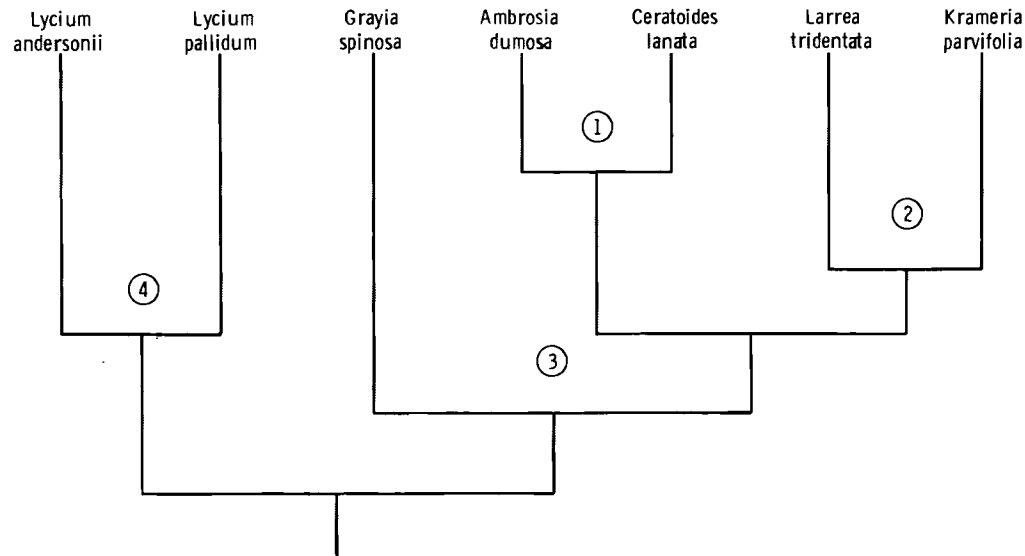 Lycium andersonii
Lycium pallidum
Grayia spinosa
Ambrosia dumosa
Ceratoides lanata
Larrea tridentata
Krameria parvifolia
1
2
4
3